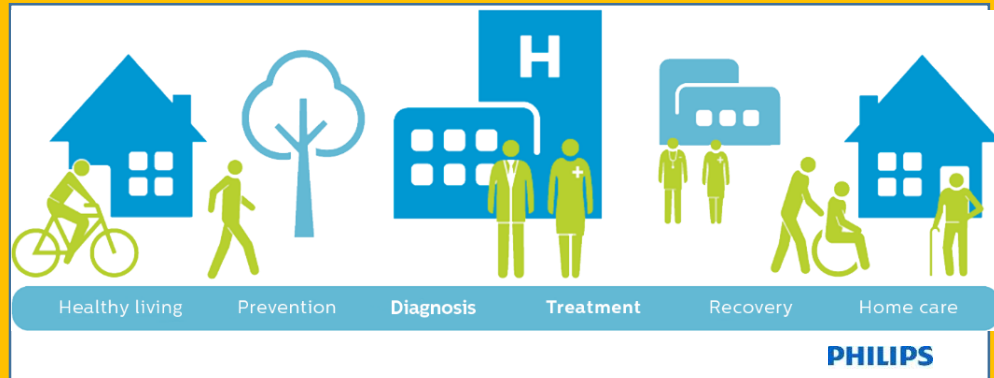 H
Healthy living Prevention Diagnosis Treatment Recovery Home care
PHILIPS